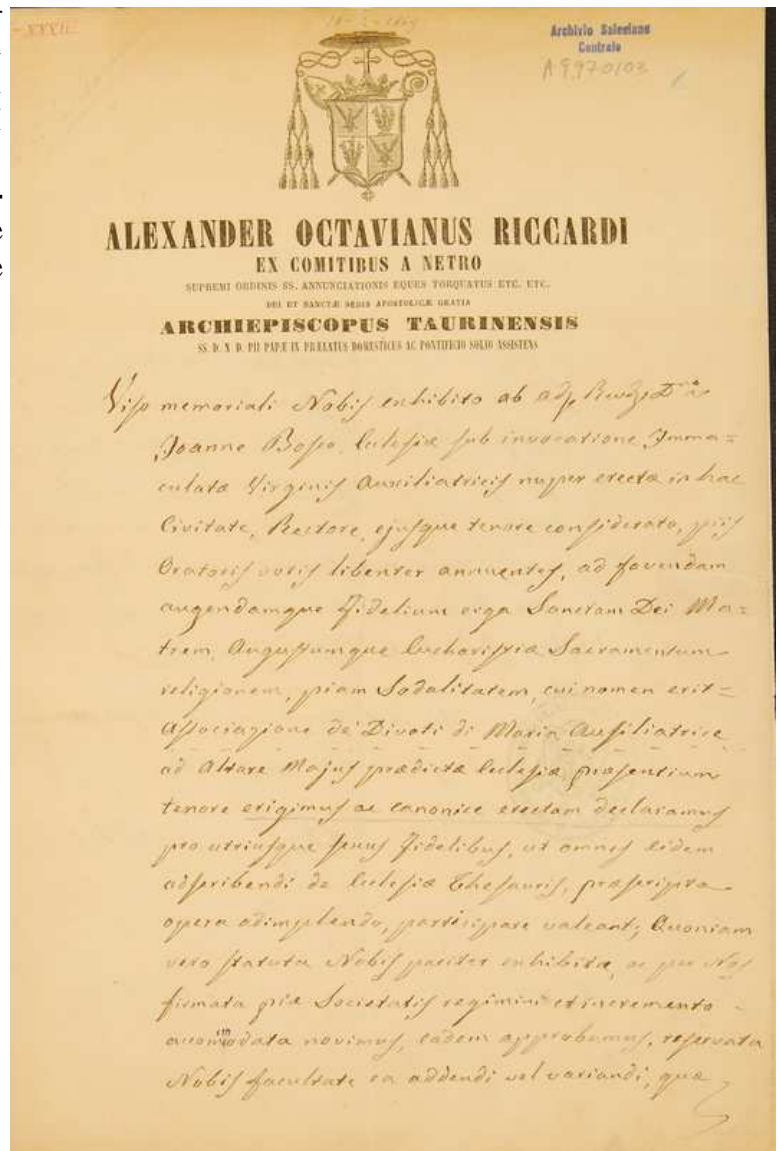 XXXII
Archivio Salesiano
Centrale
A 8970103
ALEXANDER OCTAVIANUS RICCARDI
EX COMITIBUS A NETRO
SUPREMI ORDINIS SS. ANNUNCIATIONIS EQUES TORQUATUS ETC. ETC.
DEI ET SANCTÆ SEDIS APOSTOLICÆ GRATIA
ARCHIEPISCOPUS TAURINENSIS
SS. D. N. D. PII PAPÆ IX PRÆLATUS DOMESTICUS AC PONTIFICIO SOLIO ASSISTENS
Viso memoriali Nobis exhibito ab
Joanne Bosco, Ecclesiæ sub invocatione Imma=
culatæ Virginis Auxiliatricis nuper erectæ in hac
Civitate, Rectore, ejusque tenore considerato, piis
Oratoris votis libenter annuentes, ad fovendam
augendamque Fidelium erga Sanctam Dei Ma=
trem, Augustumque Eucharistiæ Sacramentum
religionem, piam Sodalitatem, cui nomen erit=
Associazione de' Divoti di Maria Ausiliatrice
ad Altare Majus prædictæ Ecclesiæ, præsentium
tenore erigimus ac canonice erectam declaramus
pro utriusque sexus Fidelibus, ut omnes eidem
adscribendi de Ecclesiæ Thesauris, præscripta
opera adimplendo, participare valeant; Quoniam
vero statuta Nobis pariter exhibita, ac per Nos
firmata piæ Societatis regimini et incremento
accommodata novimus, eadem approbamus, reservata
Nobis facultate ea addendi vel variandi, quæ